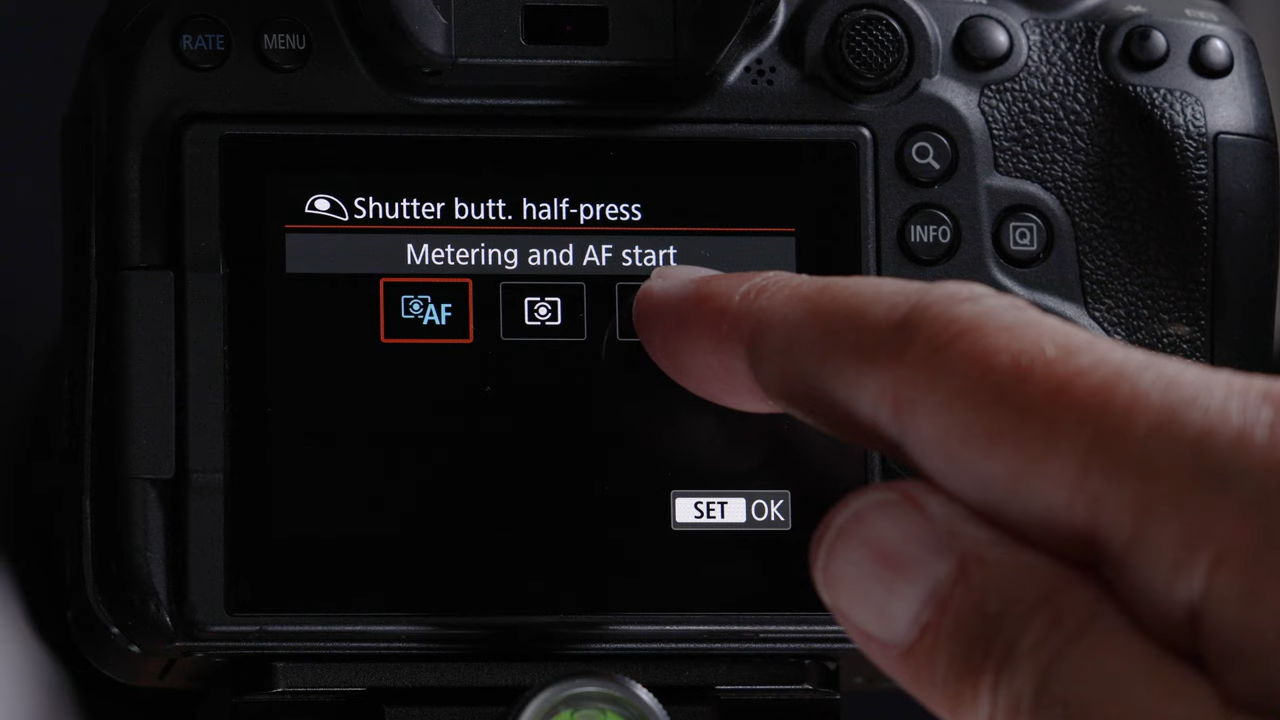 RATE MENU
Shutter butt. half-press
INFO Q
Metering and AF start
AF
SET OK